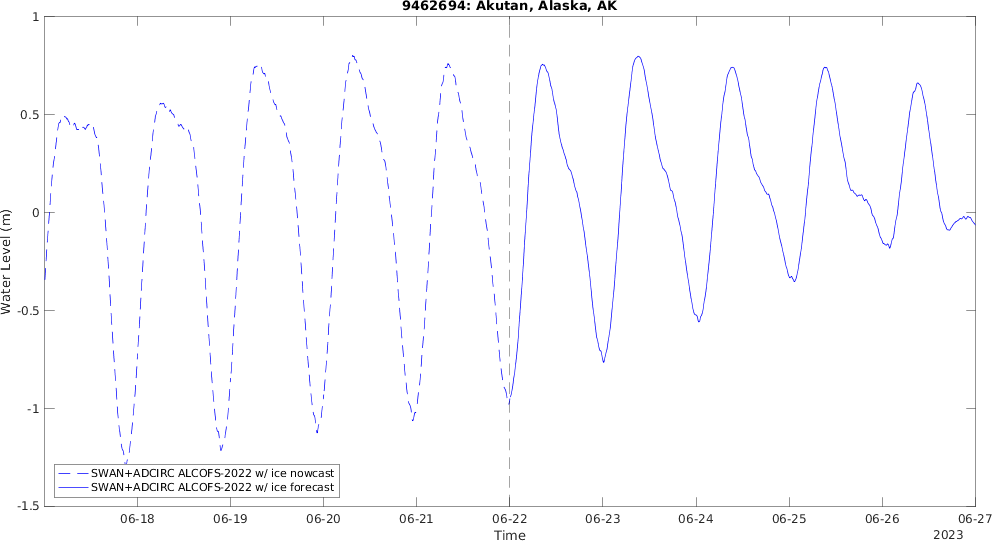 9462694: Akutan, Alaska, AK
Water Level (m)
1
0.5
0
-0.5
-1
-1.5
SWAN+ADCIRC ALCOFS-2022 w/ ice nowcast
SWAN+ADCIRC ALCOFS-2022 w/ ice forecast
06-18 06-19 06-20 06-21 06-22 06-23 06-24 06-25 06-26 06-27
Time
2023